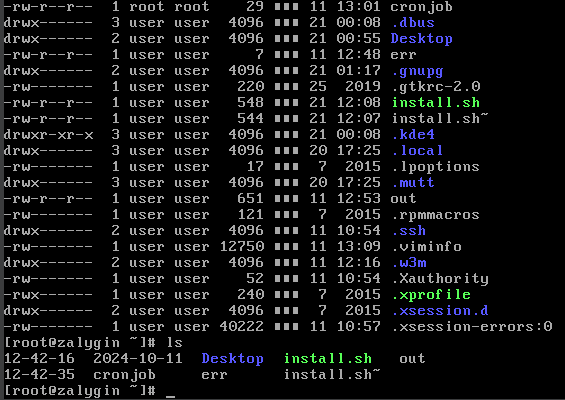 -rw-r--r-- 1 root root 29 ■■■ 11 13:01 cronjob
drwx------ 3 user user 4096 ■■■ 21 00:08 .dbus
drwx------ 2 user user 4096 ■■■ 21 00:55 Desktop
-rw-r--r-- 1 user user 7 ■■■ 11 12:48 err
drwx------ 2 user user 4096 ■■■ 21 01:17 .gnupg
-rw------- 1 user user 220 ■■■ 25 2019 .gtkrc-2.0
-rw-r--r-- 1 user user 548 ■■■ 21 12:08 install.sh
-rw-r--r-- 1 user user 544 ■■■ 21 12:07 install.sh~
drwxr-xr-x 3 user user 4096 ■■■ 21 00:08 .kde4
drwx------ 3 user user 4096 ■■■ 20 17:25 .local
-rw------- 1 user user 17 ■■■ 7 2015 .lpoptions
drwx------ 3 user user 4096 ■■■ 20 17:25 .mutt
-rw-r--r-- 1 user user 651 ■■■ 11 12:53 out
-rw------- 1 user user 121 ■■■ 7 2015 .rpmmacros
drwx------ 2 user user 4096 ■■■ 11 10:54 .ssh
-rw------- 1 user user 12750 ■■■ 11 13:09 .viminfo
drwx------ 2 user user 4096 ■■■ 11 12:16 .w3m
-rw------- 1 user user 52 ■■■ 11 10:54 .Xauthority
-rwx------ 1 user user 240 ■■■ 7 2015 .xprofile
drwx------ 2 user user 4096 ■■■ 7 2015 .xsession.d
-rw------- 1 user user 40222 ■■■ 11 10:57 .xsession-errors:0
[root@zalygin ~]# ls
12-42-16 2024-10-11 Desktop install.sh out
12-42-35 cronjob err install.sh~
[root@zalygin ~]# _